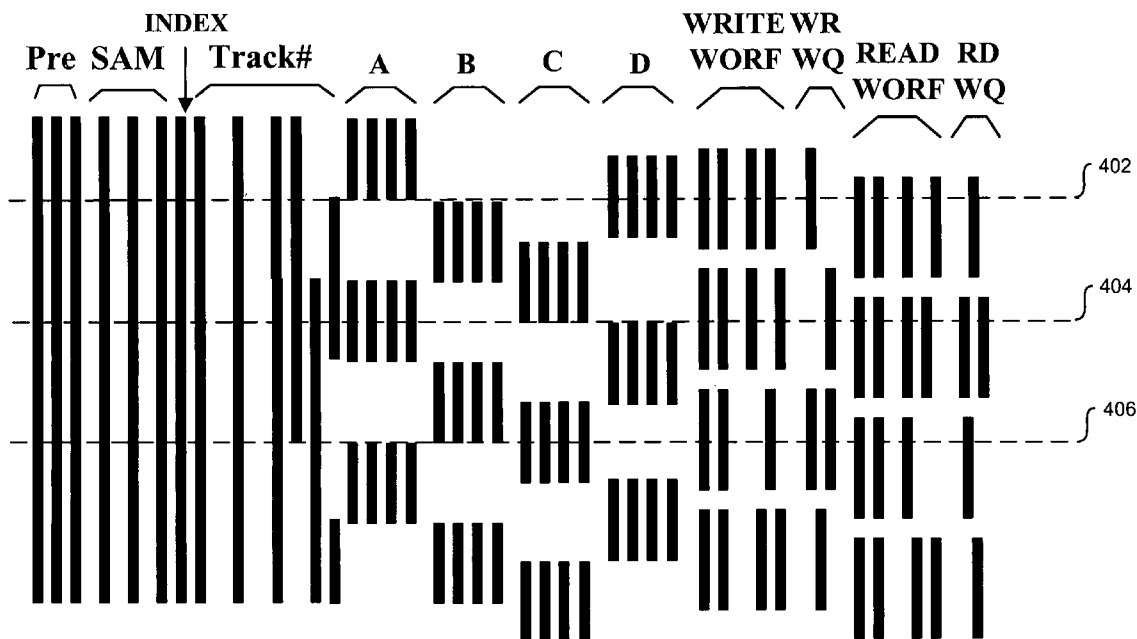 INDEX
Pre SAM Track# A B C D WRITE WR READ RD
WORF WQ WORF WQ
402
404
406